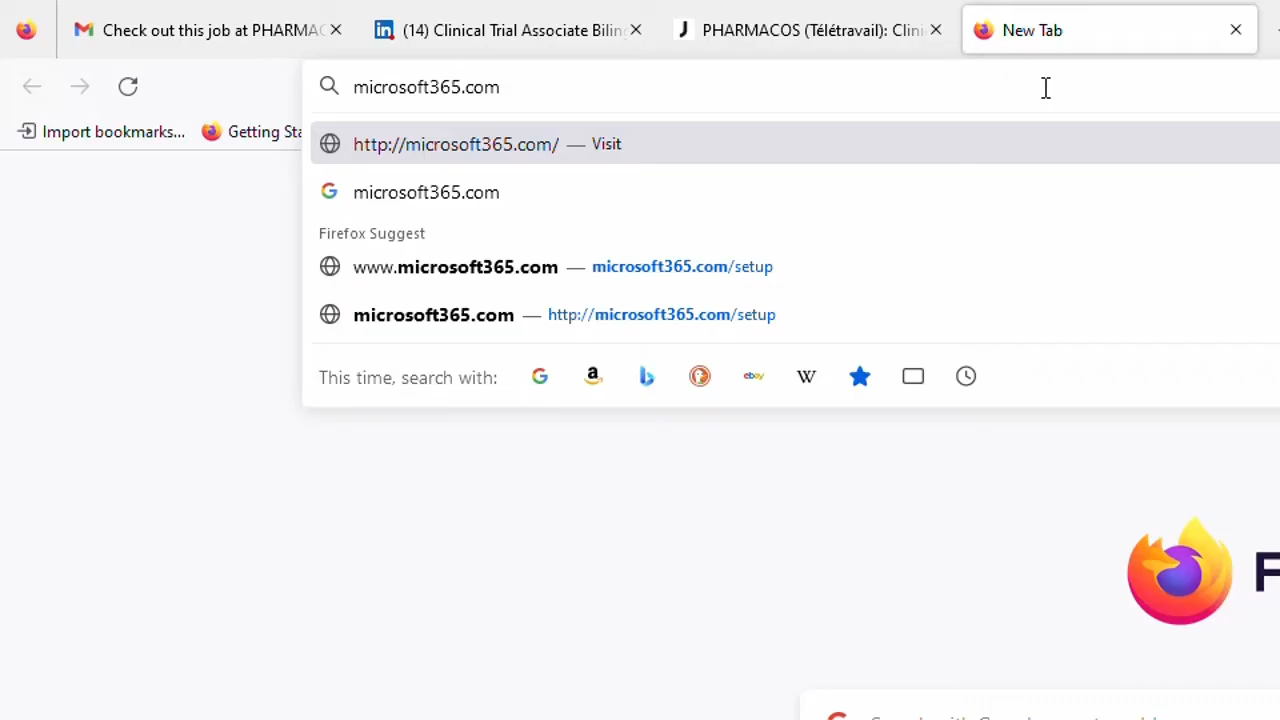 Check out this job at PHARMAC
(14) Clinical Trial Associate Biling
PHARMACOS (Télétravail): Clini
New Tab
microsoft365.com
Import bookmarks...
Getting Sta
http://microsoft365.com/ — Visit
microsoft365.com
Firefox Suggest
www.microsoft365.com — microsoft365.com/setup
microsoft365.com — http://microsoft365.com/setup
This time, search with: